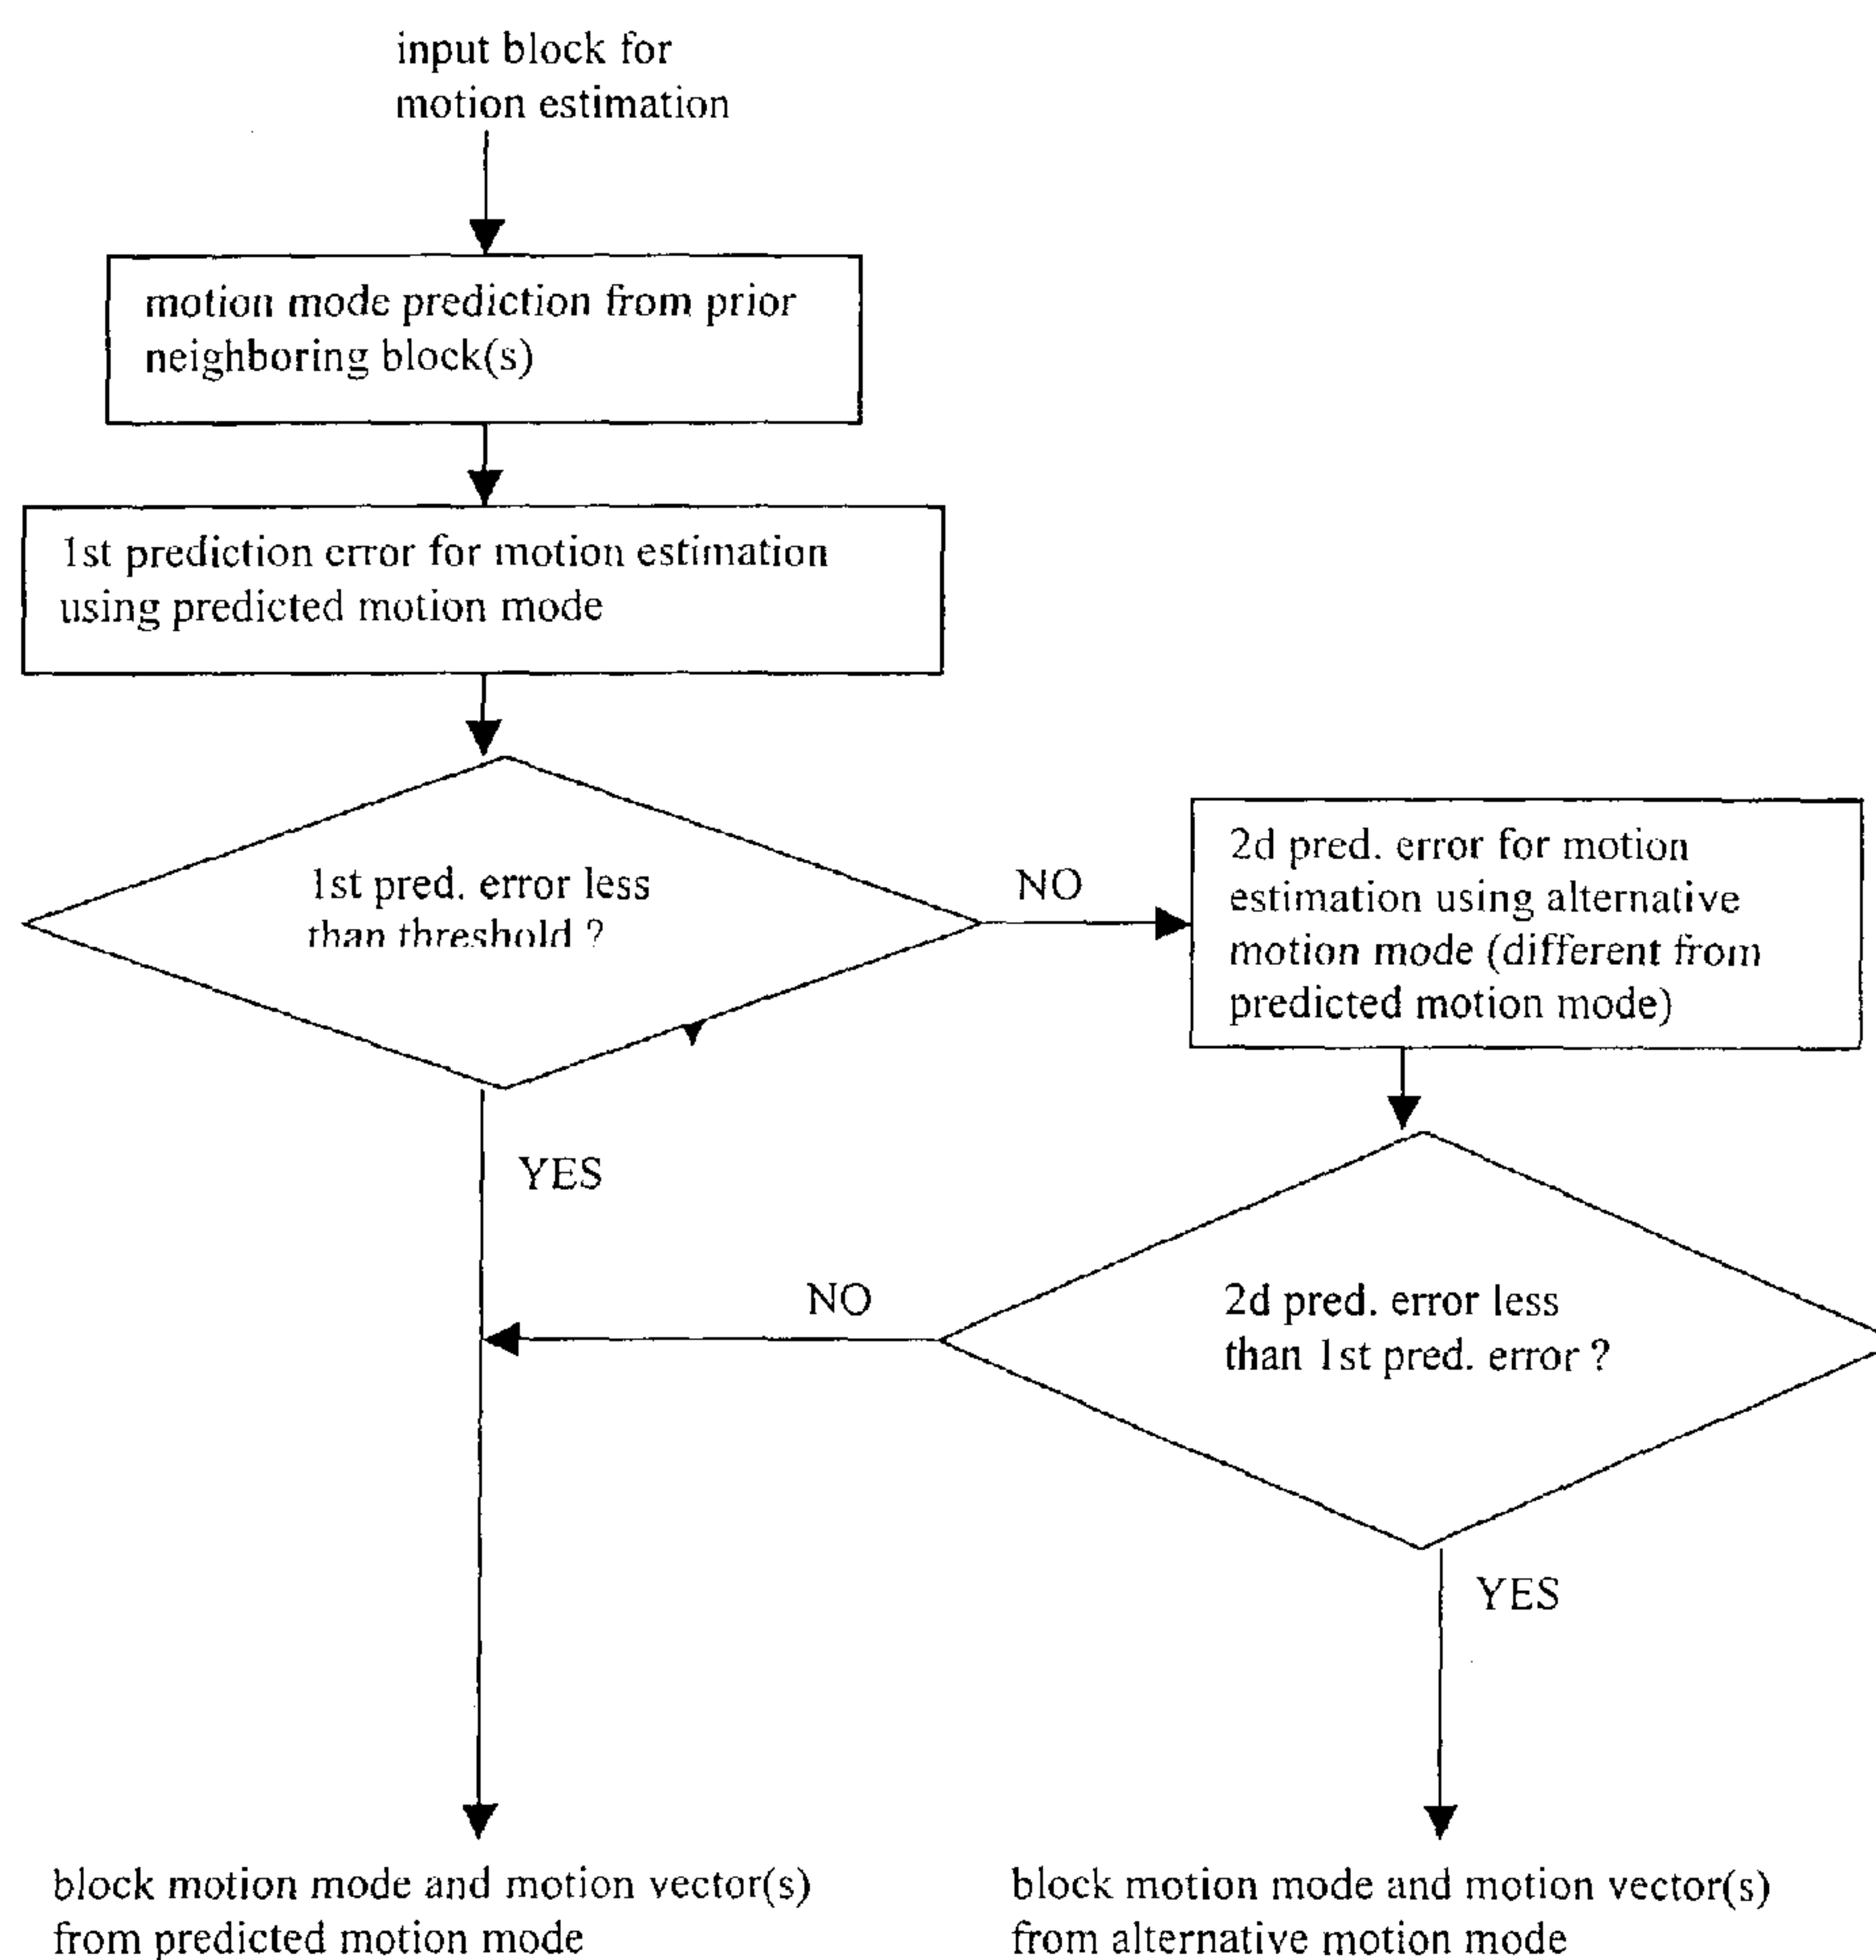 input block for
motion estimation
motion mode prediction from prior
neighboring block(s)
1st prediction error for motion estimation
using predicted motion mode
1st pred. error less
than threshold ?
NO
2d pred. error for motion
estimation using alternative
motion mode (different from
predicted motion mode)
YES
NO
2d pred. error less
than 1st pred. error ?
YES
block motion mode and motion vector(s)
from predicted motion mode
block motion mode and motion vector(s)
from alternative motion mode